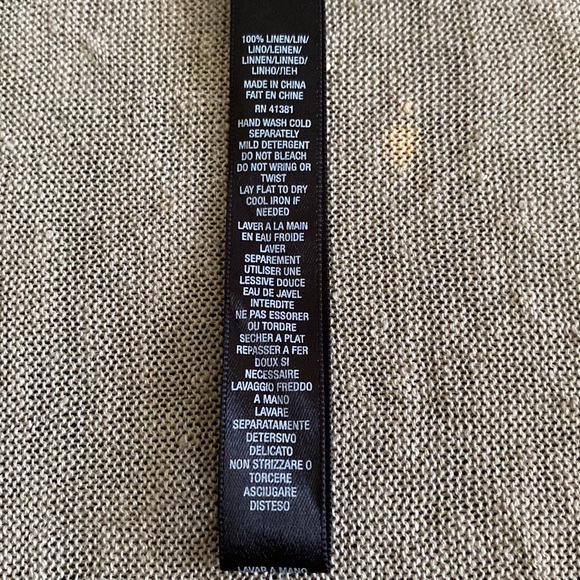 100% LINEN/LIN/
LINO/LEINEN/
LINNEN/LINNED/
LINHO/ЛЕН
MADE IN CHINA
FAIT EN CHINE
RN 41381
HAND WASH COLD
SEPARATELY
MILD DETERGENT
DO NOT BLEACH
DO NOT WRING OR
TWIST
LAY FLAT TO DRY
COOL IRON IF
NEEDED
LAVER A LA MAIN
EN EAU FROIDE
LAVER
SEPAREMENT
UTILISER UNE
LESSIVE DOUCE
EAU DE JAVEL
INTERDITE
NE PAS ESSORER
OU TORDRE
SECHER A PLAT
REPASSER A FER
DOUX SI
NECESSAIRE
LAVAGGIO FREDDO
A MANO
LAVARE
SEPARATAMENTE
DETERSIVO
DELICATO
NON STRIZZARE O
TORCERE
ASCIUGARE
DISTESO
LAVAR A MANO